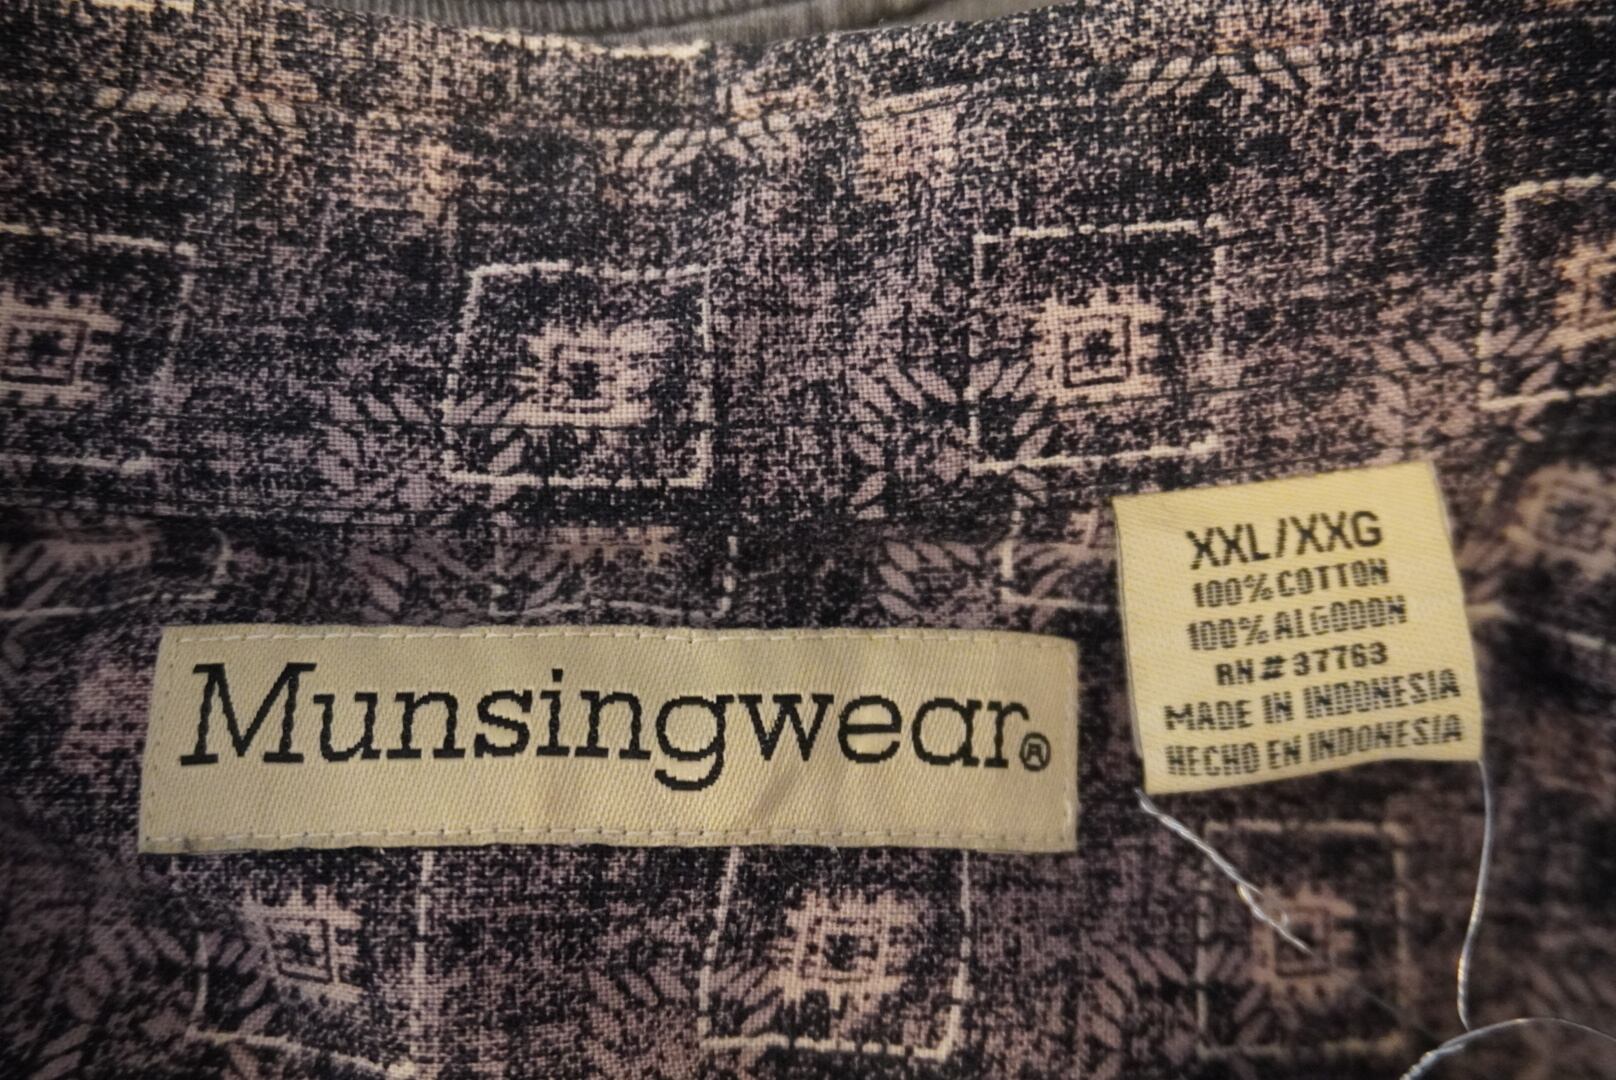 Munsingwear®
XXL/XXG
100% COTTON
100% ALGODON
RN # 37763
MADE IN INDONESIA
HECHO EN INDONESIA